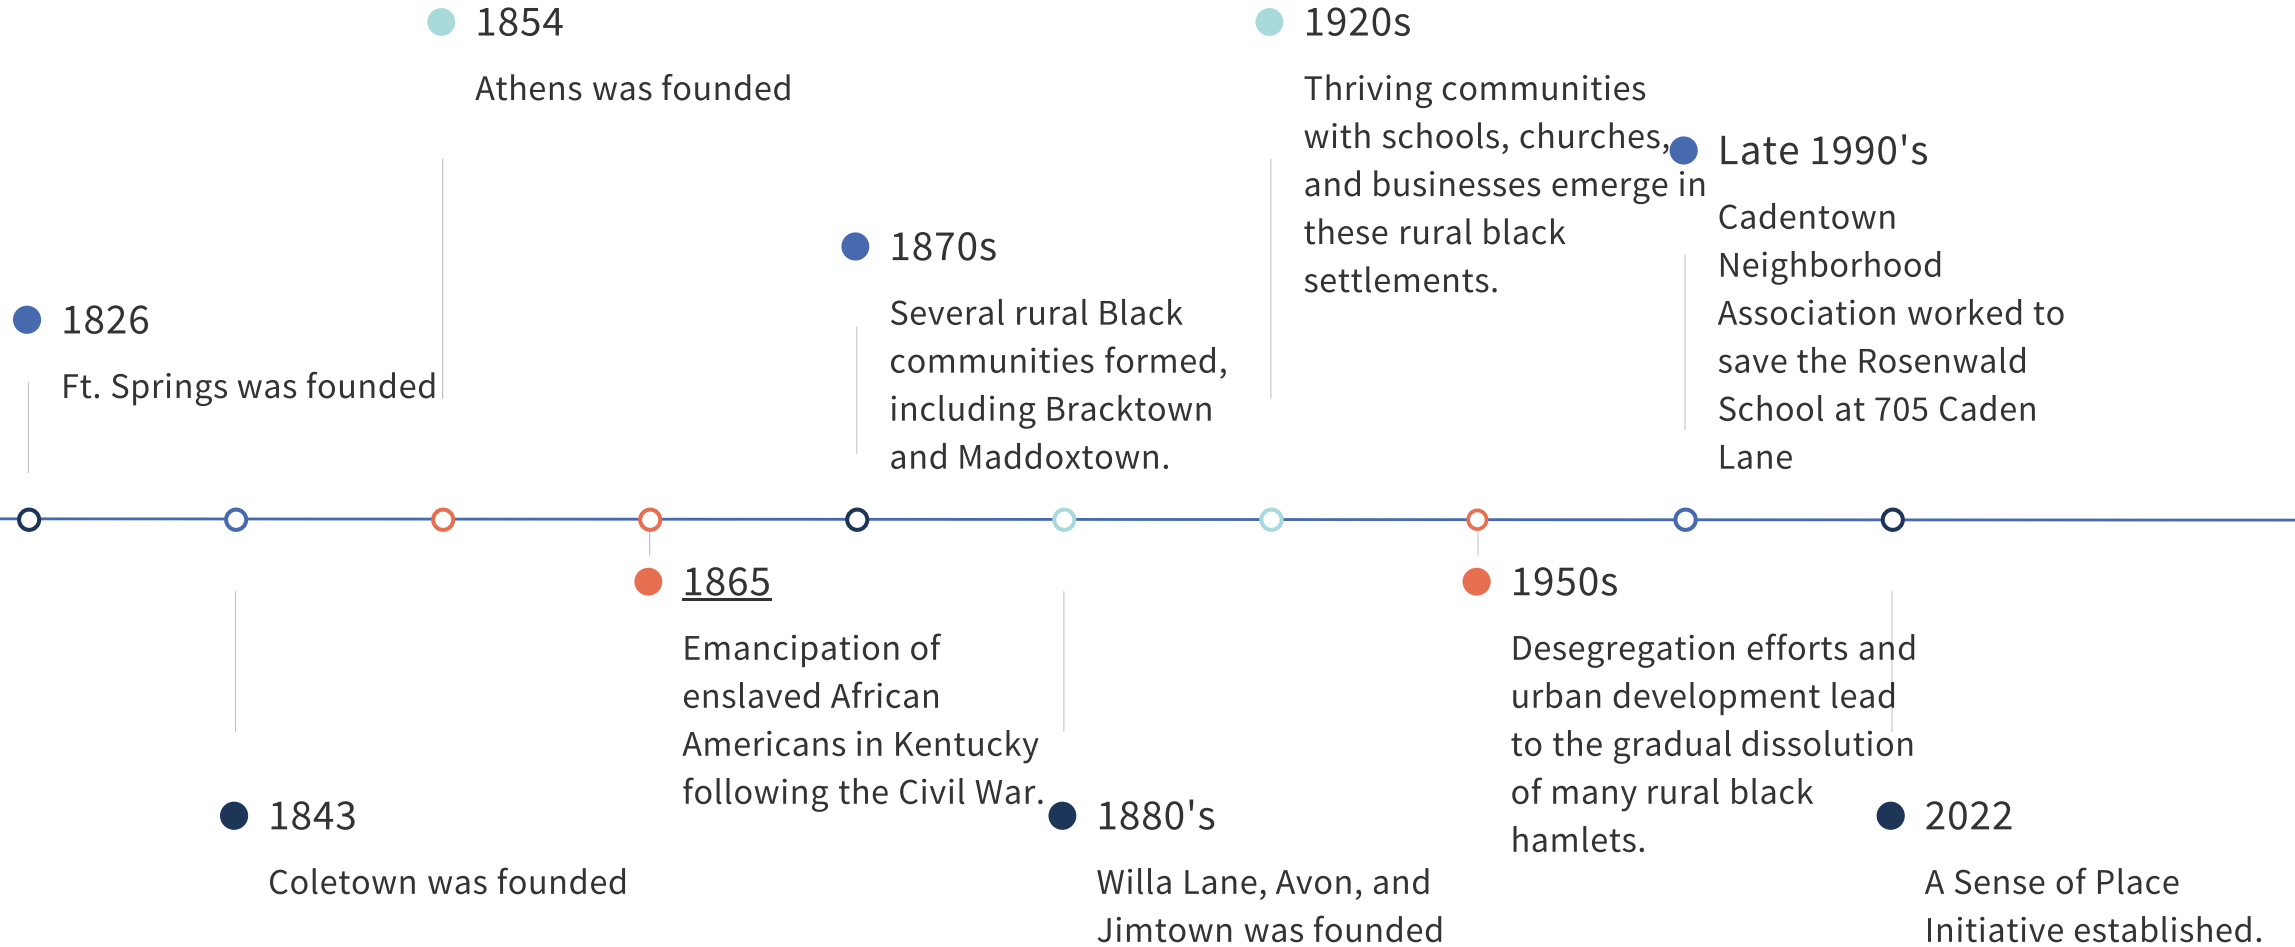 1826
Ft. Springs was founded
1843
Coletown was founded
1854
Athens was founded
1865
Emancipation of
enslaved African
Americans in Kentucky
following the Civil War.
1870s
Several rural Black
communities formed,
including Bracktown
and Maddoxtown.
1880's
Willa Lane, Avon, and
Jimtown was founded
1920s
Thriving communities
with schools, churches,
and businesses emerge in
these rural black
settlements.
1950s
Desegregation efforts and
urban development lead
to the gradual dissolution
of many rural black
hamlets.
Late 1990's
Cadentown
Neighborhood
Association worked to
save the Rosenwald
School at 705 Caden
Lane
2022
A Sense of Place
Initiative established.